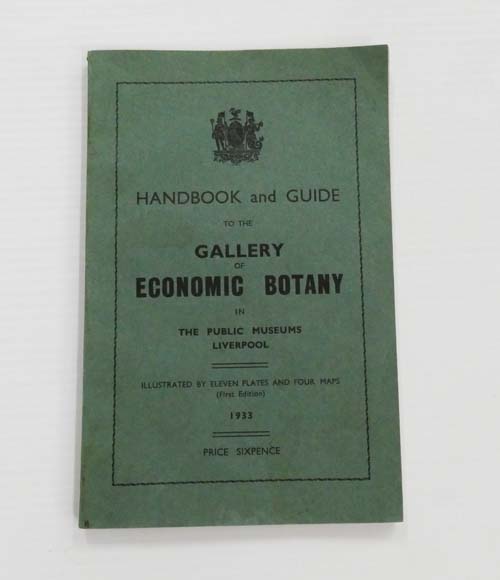 HANDBOOK and GUIDE
TO THE
GALLERY
OF
ECONOMIC BOTANY
IN
THE PUBLIC MUSEUMS
LIVERPOOL
ILLUSTRATED BY ELEVEN PLATES AND FOUR MAPS
(First Edition)
1933
PRICE SIXPENCE